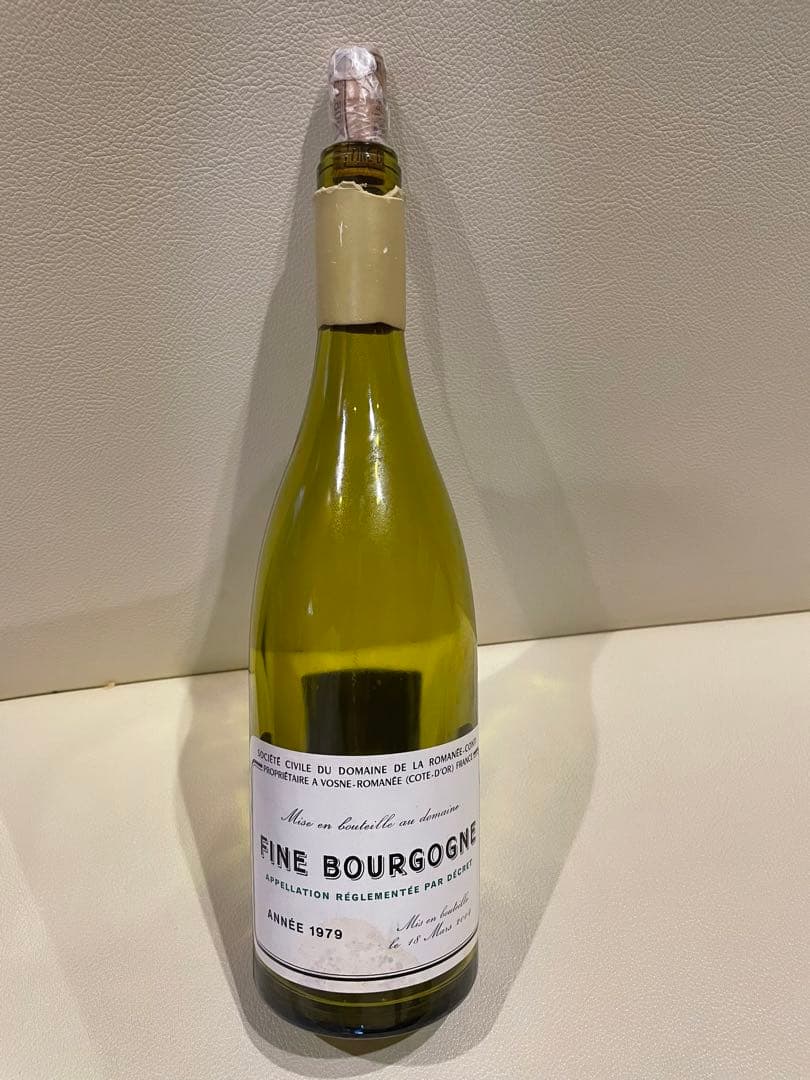 SOCIÉTÉ CIVILE DU DOMAINE DE LA ROMANÉE-CONTI
PROPRIÉTAIRE A VOSNE-ROMANÉE (COTE-D'OR) FRANCE
Mise en bouteille au domaine
FINE BOURGOGNE
APPELLATION RÉGLEMENTÉE PAR DÉCRET
ANNÉE 1979
Mis en bouteille
le 18 Mars